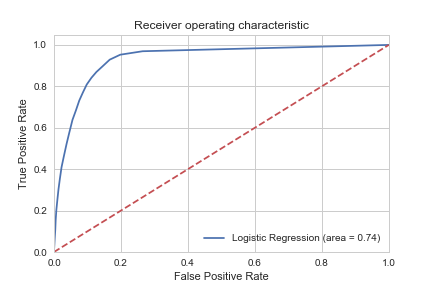 Receiver operating characteristic
1.0
0.8
0.6
0.4
0.2
0.0
True Positive Rate
Logistic Regression (area = 0.74)
0.0 0.2 0.4 0.6 0.8 1.0
False Positive Rate